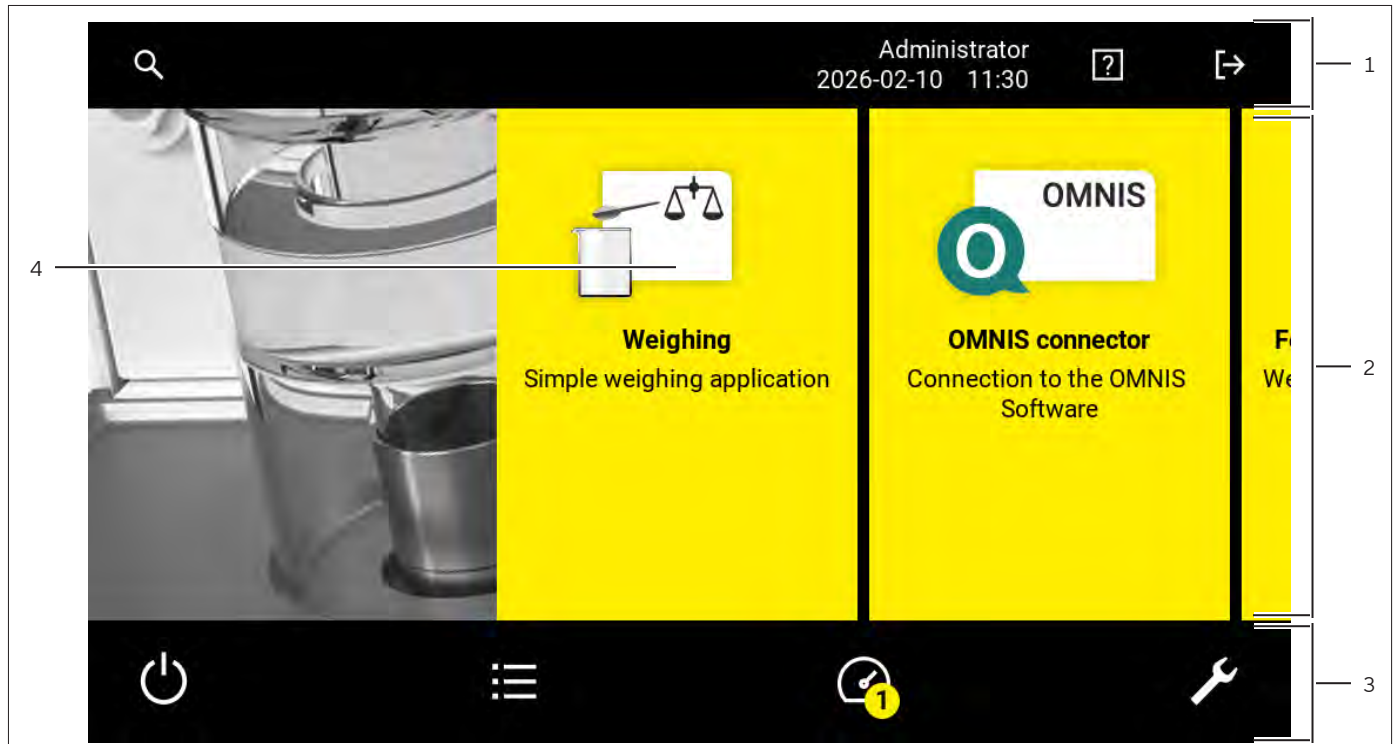 Administrator
2026-02-10 11:30
?
1
OMNIS
4
Weighing
Simple weighing application
OMNIS connector
Connection to the OMNIS
Software
2
1
3